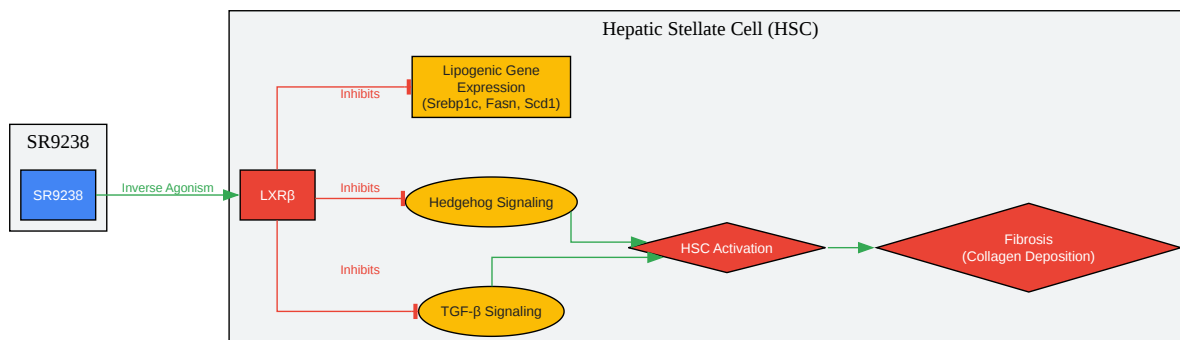 Hepatic Stellate Cell (HSC)
Lipogenic Gene
Expression
(Srebp1c, Fasn, Scd1)
Inhibits
SR9238
SR9238
Inverse Agonism
LXRβ
Inhibits
Hedgehog Signaling
HSC Activation
Fibrosis
(Collagen Deposition)
Inhibits
TGF-β Signaling